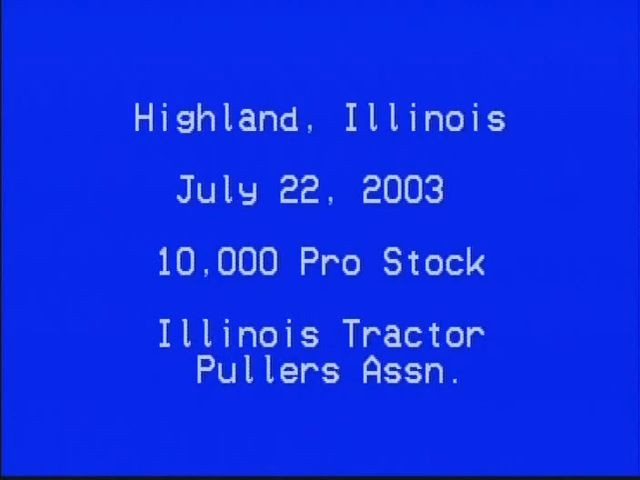 Highland, Illinois
July 22, 2003
10,000 Pro Stock
Illinois Tractor
Pullers Assn.